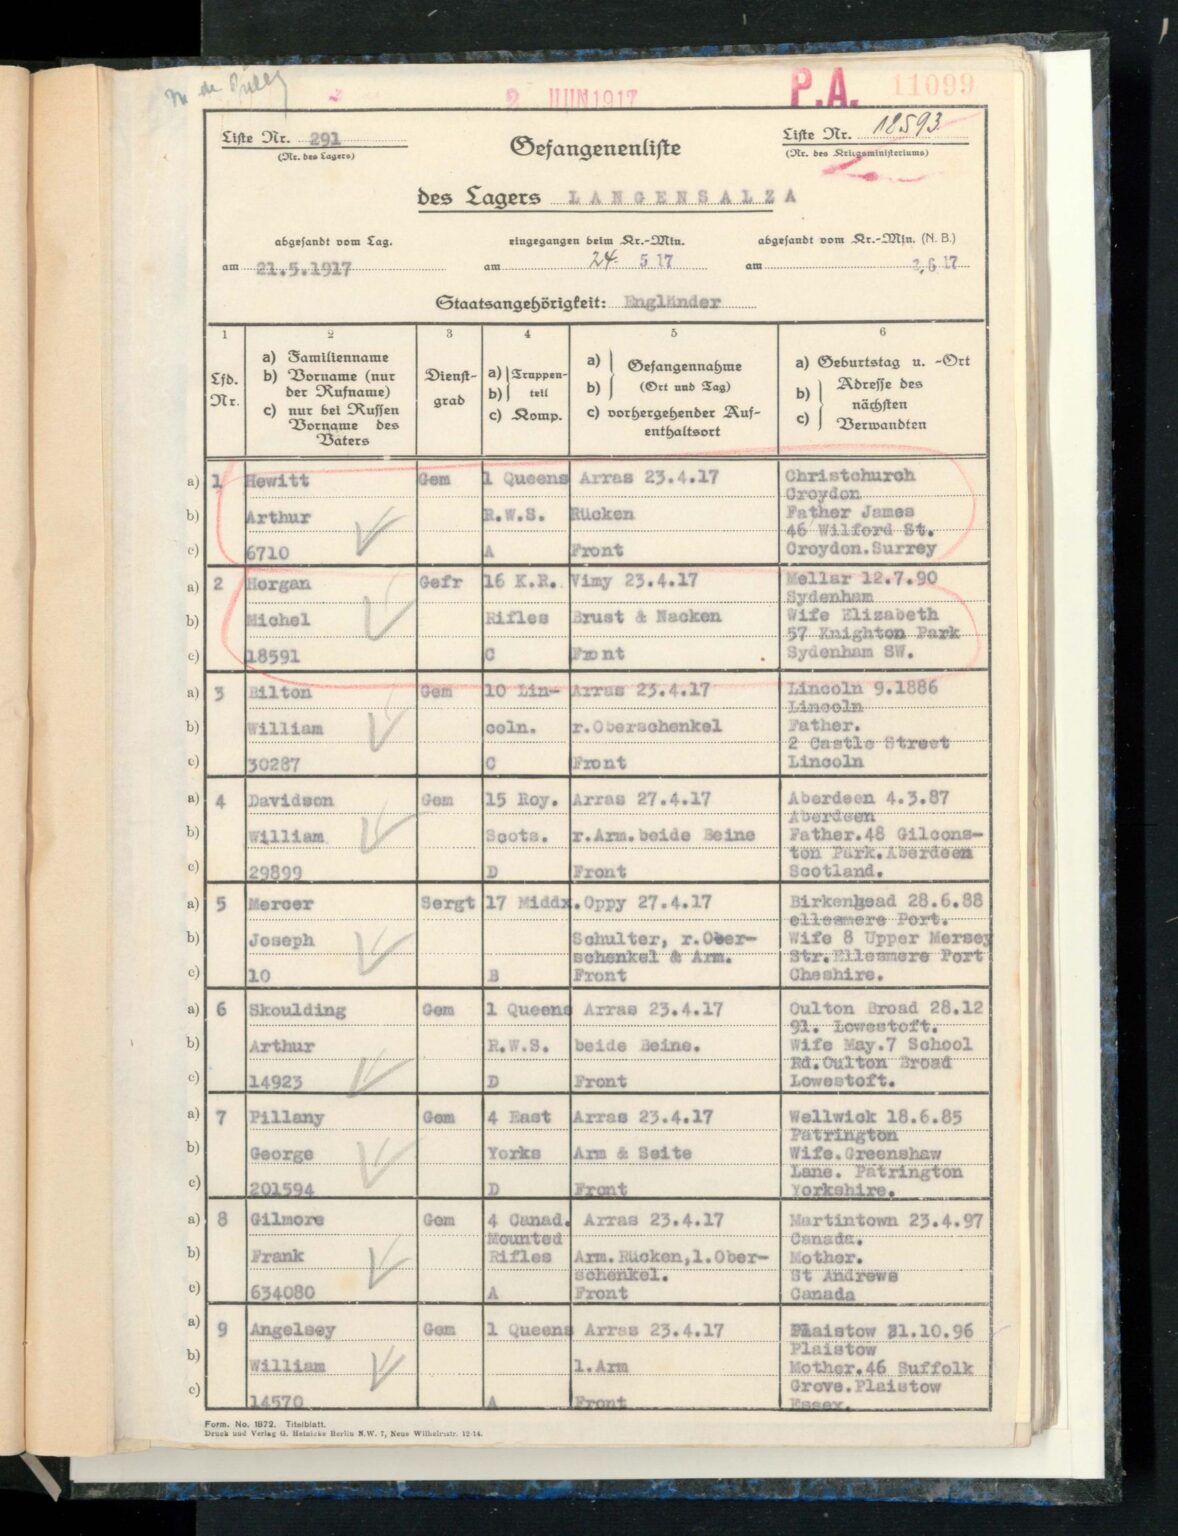 2 JUIN 1917
P.A. 11099
Liste Nr. 291
(Nr. des Lagers)
Gefangenenliste
Liste Nr. 18593
(Nr. des Kriegsministeriums)
des Lagers LANGENSALZA
abgesandt vom Lag. eingegangen beim Kr.-Min. abgesandt vom Kr.-Min. (N. B.)
am 21.5.1917 am 24. 5 17 am 6 17
Staatsangehörigkeit: Engländer
1 2 3 4 5 6
Lfd. Nr.
a) Familienname
b) Vorname (nur
der Rufname)
c) nur bei Russen
Vorname des
Vaters
Dienst-
grad
a) Truppen-
b) teil
c) Komp.
a) Gefangennahme
b) (Ort und Tag)
c) vorhergehender Auf-
enthaltsort
a) Geburtstag u. -Ort
b) Adresse des
nächsten
c) Verwandten
a) 1 Hewitt Gem 1 Queens Arras 23.4.17 Christchurch
Croydon
b) Arthur R.W.S. Rücken Father James
46 Wilford St.
c) 6710 A Front Croydon.Surrey
a) 2 Horgan Gefr 16 K.R. Vimy 23.4.17 Mellar 12.7.90
Sydenham
b) Michel Rifles Brust & Nacken Wife Elizabeth
57 Knighton Park
c) 18591 C Front Sydenham SW.
a) 3 Bilton Gem 10 Lin- Arras 23.4.17 Lincoln 9.1886
Lincoln
b) William coln. r.Oberschenkel Father.
2 Castle Street
c) 30287 C Front Lincoln
a) 4 Davidson Gem 15 Roy. Arras 27.4.17 Aberdeen 4.3.87
Aberdeen
b) William Scots. r.Arm.beide Beine Father.48 Gilcons-
ton Park.Aberdeen
c) 29899 D Front Scotland.
a) 5 Mercer Sergt 17 Middx. Oppy 27.4.17 Birkenhead 28.6.88
ellesmere Port.
b) Joseph Schulter, r.Ober- Wife 8 Upper Mersey
schenkel & Arm. Str.Ellesmere Port
c) 10 B Front Cheshire.
a) 6 Skoulding Gem 1 Queens Arras 23.4.17 Oulton Broad 28.12
91. Lowestoft.
b) Arthur R.W.S. beide Beine. Wife May.7 School
Rd.Oulton Broad
c) 14923 D Front Lowestoft.
a) 7 Pillany Gem 4 East Arras 23.4.17 Wellwick 18.6.85
Patrington
b) George Yorks Arm & Seite Wife.Greenshaw
Lane. Patrington
c) 201594 D Front Yorkshire.
a) 8 Gilmore Gem 4 Canad. Arras 23.4.17 Martintown 23.4.97
Mounted Canada.
b) Frank Rifles Arm.Rücken,l.Ober- Mother.
schenkel. St Andrews
c) 634080 A Front Canada
a) 9 Angelsey Gem 1 Queens Arras 23.4.17 Plaistow 21.10.96
Plaistow
b) William l.Arm Mother.46 Suffolk
Grove.Plaistow
c) 14570 A Front Essex.
Form. No. 1872. Titelblatt.
Druck und Verlag G. Heinicke Berlin N.W. 7, Neue Wilhelmstr. 12-14.